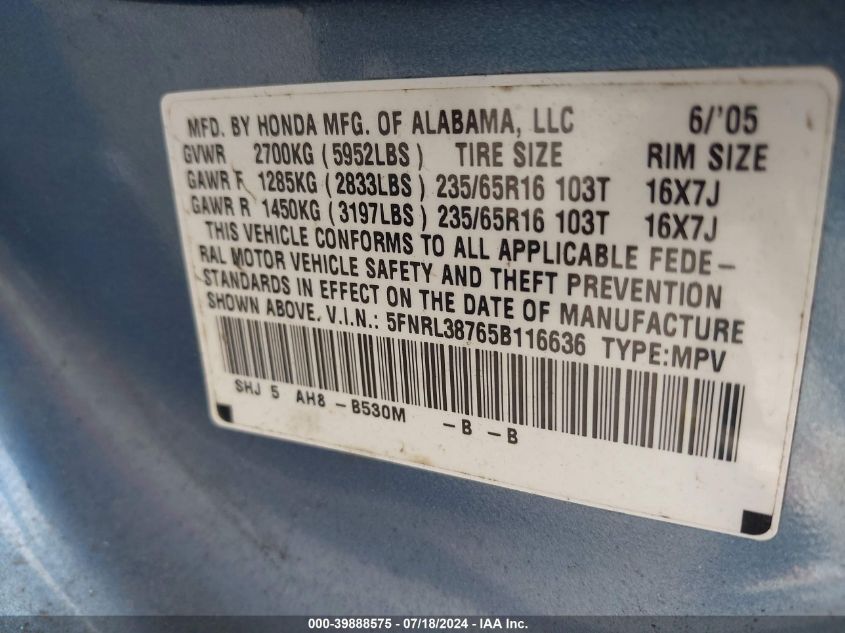 MFD. BY HONDA MFG. OF ALABAMA, LLC 6/'05
GVWR 2700KG (5952LBS) TIRE SIZE RIM SIZE
GAWR F 1285KG (2833LBS) 235/65R16 103T 16X7J
GAWR R 1450KG (3197LBS) 235/65R16 103T 16X7J
THIS VEHICLE CONFORMS TO ALL APPLICABLE FEDE-
RAL MOTOR VEHICLE SAFETY AND THEFT PREVENTION
STANDARDS IN EFFECT ON THE DATE OF MANUFACTURE
SHOWN ABOVE. V.I.N.: 5FNRL38765B116636 TYPE:MPV
SHJ 5 AH8 -B530M -B -B
000-39888575 - 07/18/2024 - IAA Inc.